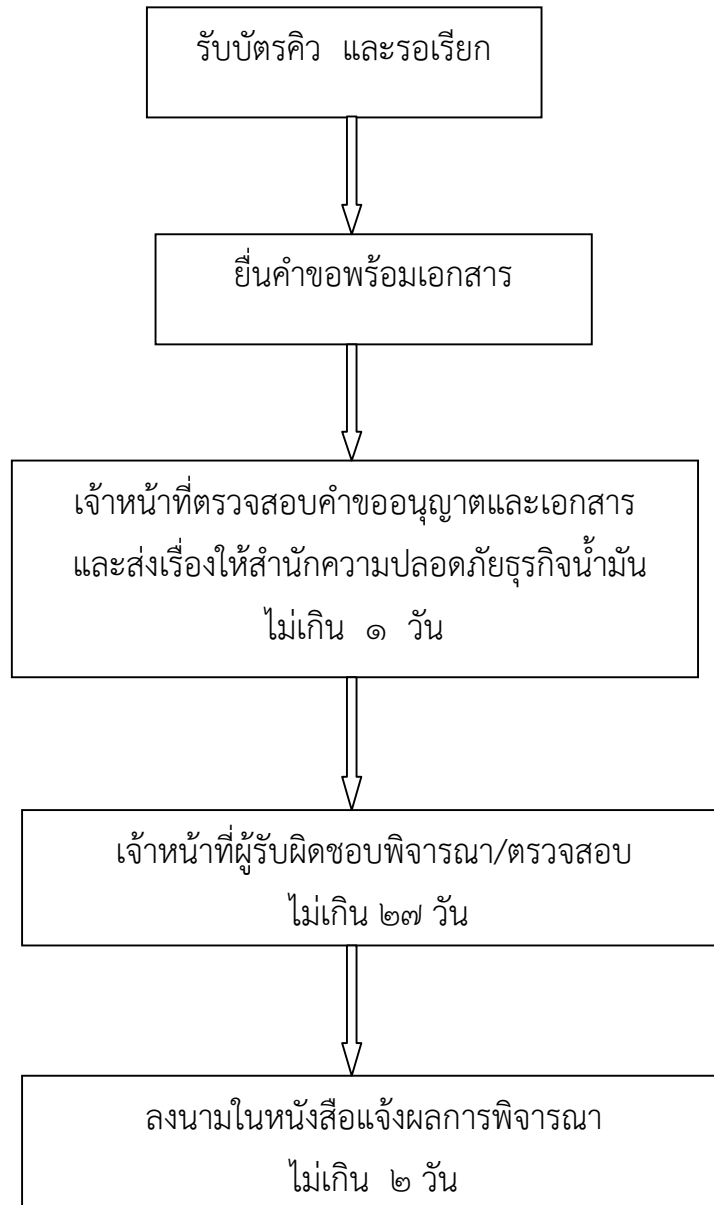 รับบัตรคิว และรอเรียก
ยื่นคำขอพร้อมเอกสาร
เจ้าหน้าที่ตรวจสอบคำขออนุญาตและเอกสาร
และส่งเรื่องให้สำนักความปลอดภัยธุรกิจน้ำมัน
ไม่เกิน ๑ วัน
เจ้าหน้าที่ผู้รับผิดชอบพิจารณา/ตรวจสอบ
ไม่เกิน ๒๗ วัน
ลงนามในหนังสือแจ้งผลการพิจารณา
ไม่เกิน ๒ วัน